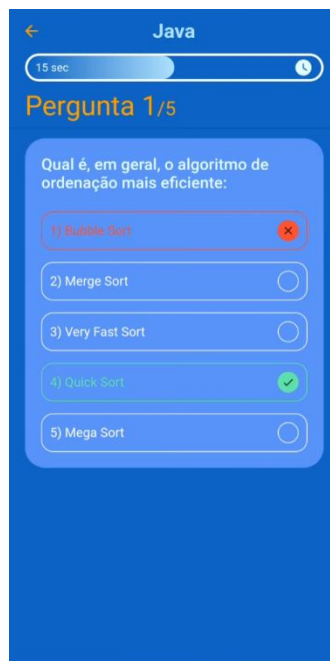 Java
15 sec
Pergunta 1/5
Qual é, em geral, o algoritmo de
ordenação mais eficiente:
1) Bubble Sort
2) Merge Sort
3) Very Fast Sort
4) Quick Sort
5) Mega Sort